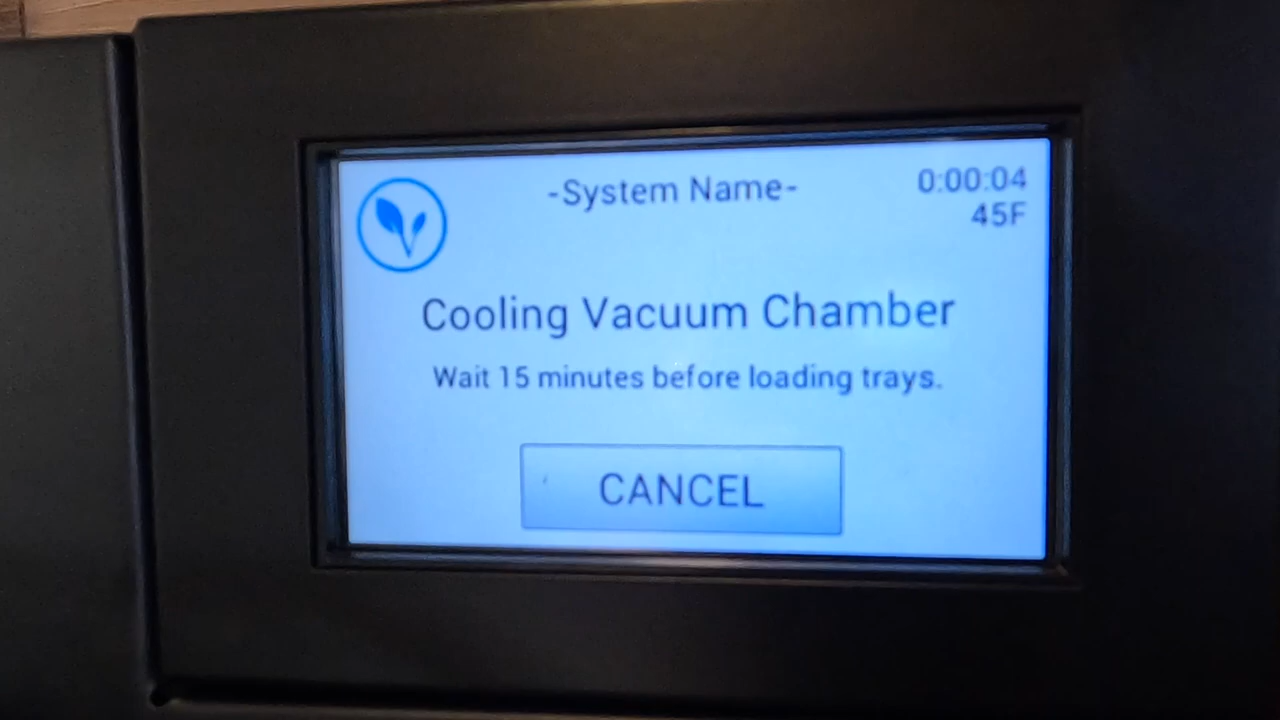 -System Name-
0:00:04
45F
Cooling Vacuum Chamber
Wait 15 minutes before loading trays.
CANCEL